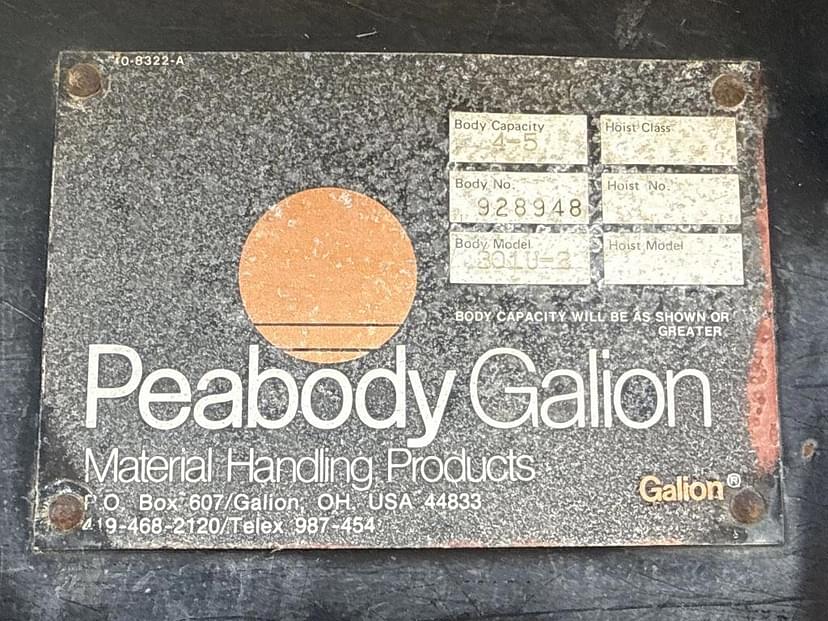 10-8322-A
Body Capacity
4-5
Hoist Class
Body No.
928948
Hoist No.
Body Model
301U-2
Hoist Model
BODY CAPACITY WILL BE AS SHOWN OR
GREATER
Peabody Galion
Material Handling Products
P.O. Box 607/Galion, OH. USA 44833
419-468-2120/Telex 987-454
Galion®